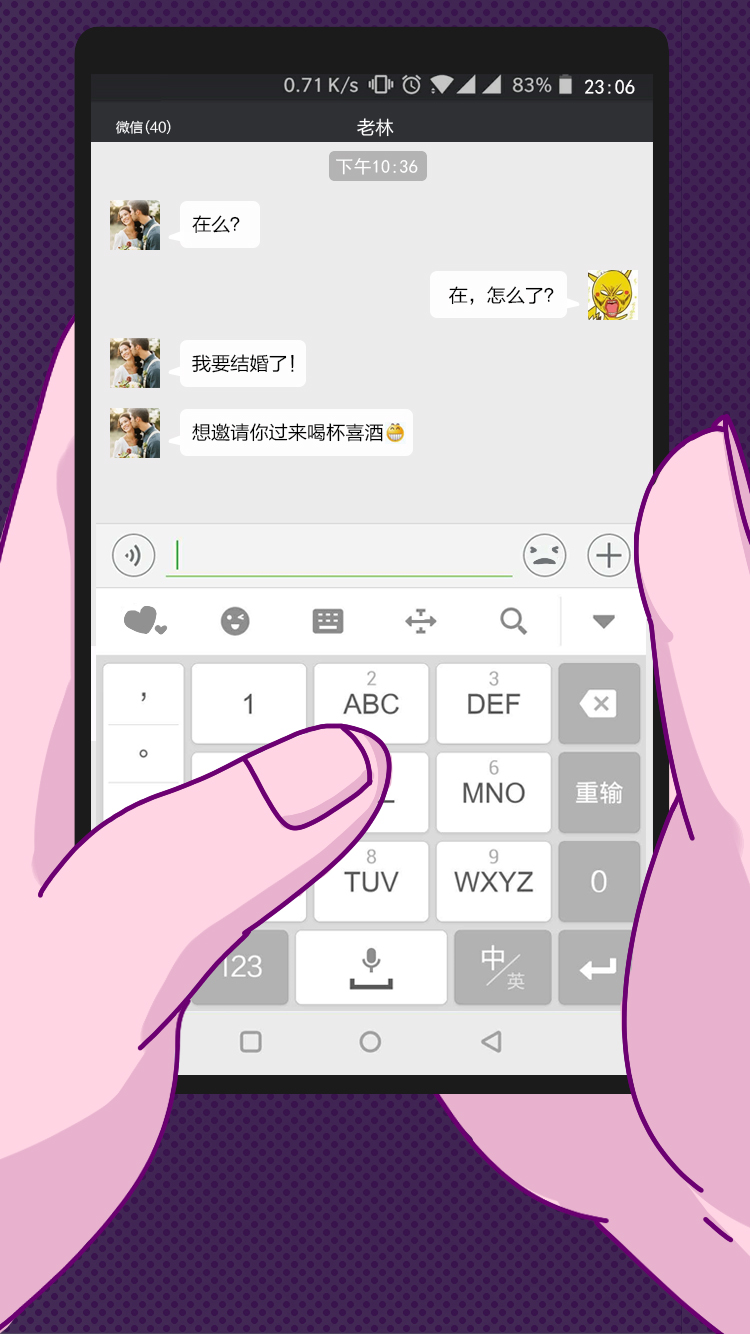 0.71 K/s 83% 23:06
微信(40) 老林
下午10:36
在么?
在，怎么了?
我要结婚了!
想邀请你过来喝杯喜酒😁
， 1 2 ABC 3 DEF
。 6 MNO 重输
8 TUV 9 WXYZ 0
123 中/英